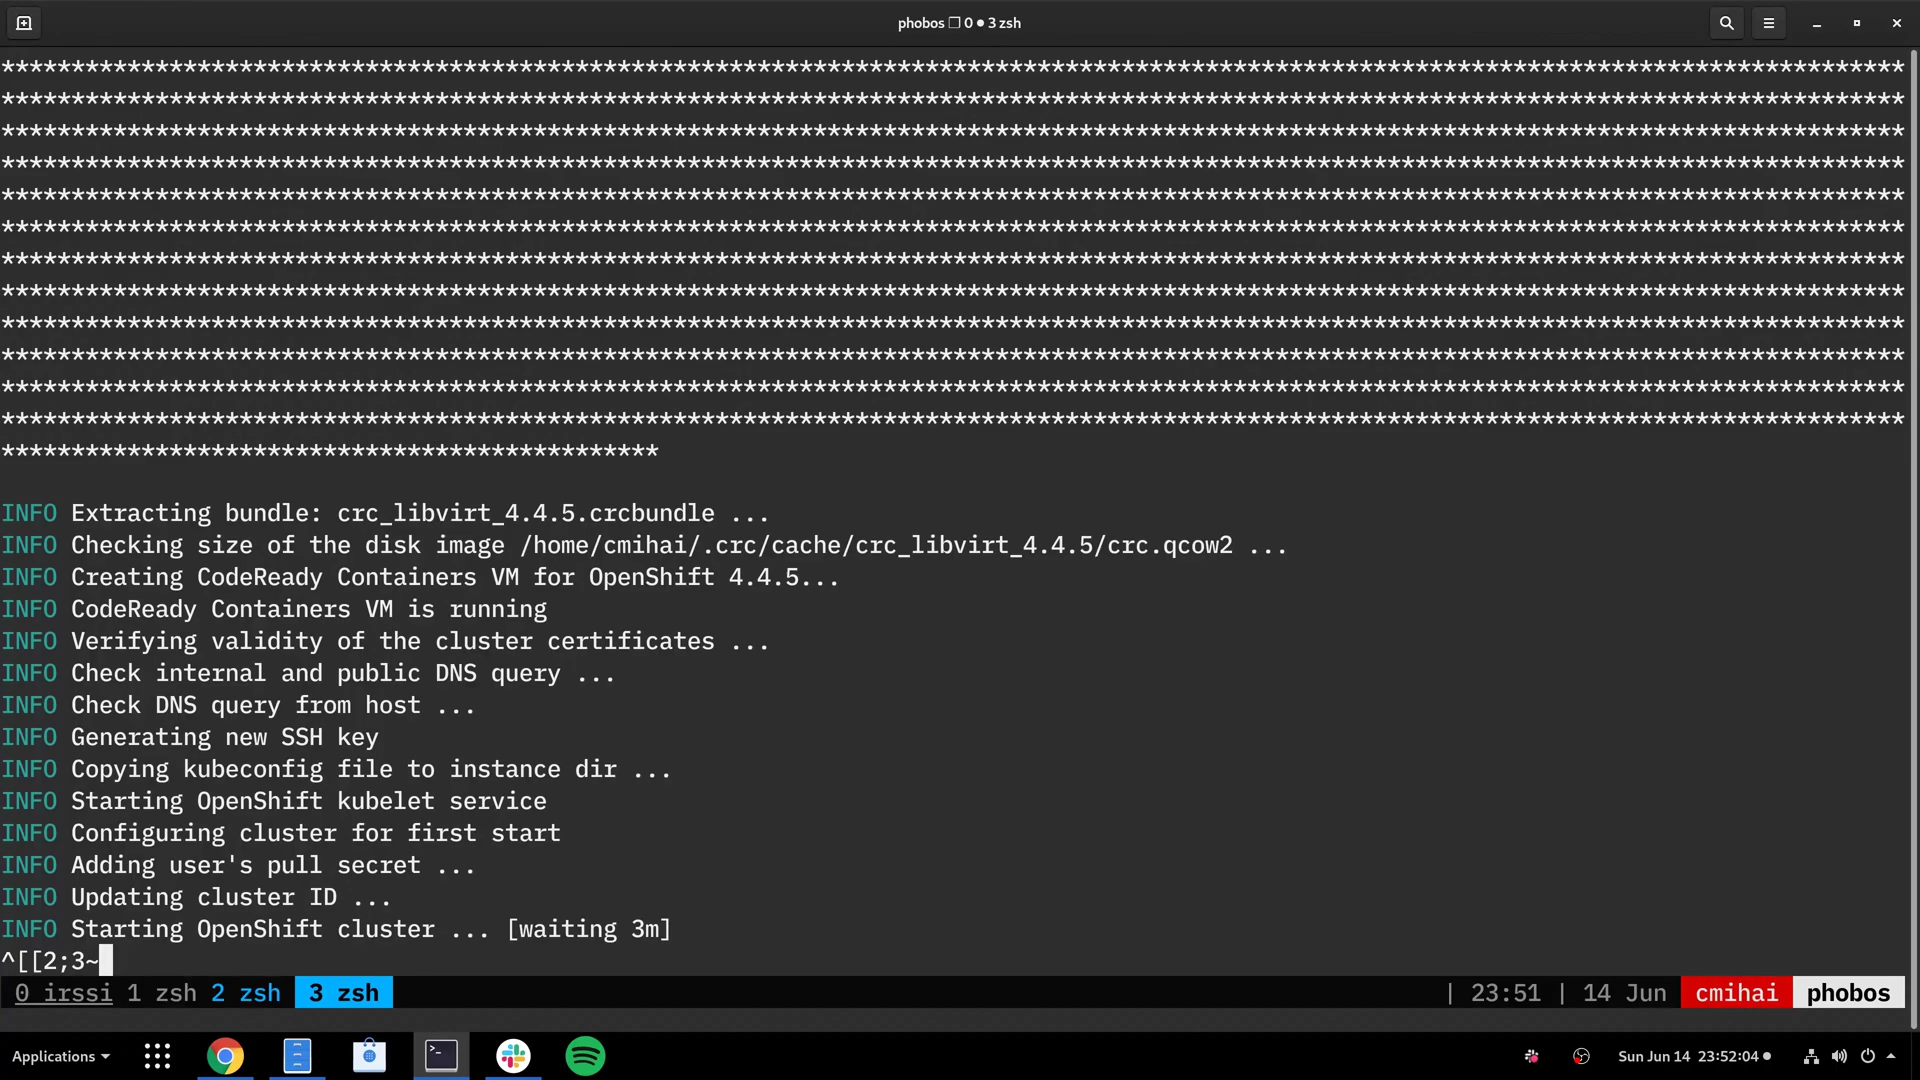 phobos ❐ 0 ● 3 zsh
****************************************************************************************************************************************
****************************************************************************************************************************************
****************************************************************************************************************************************
****************************************************************************************************************************************
****************************************************************************************************************************************
****************************************************************************************************************************************
****************************************************************************************************************************************
****************************************************************************************************************************************
****************************************************************************************************************************************
****************************************************************************************************************************************
****************************************************************************************************************************************
****************************************************************************************************************************************
***********************************************
INFO Extracting bundle: crc_libvirt_4.4.5.crcbundle ...
INFO Checking size of the disk image /home/cmihai/.crc/cache/crc_libvirt_4.4.5/crc.qcow2 ...
INFO Creating CodeReady Containers VM for OpenShift 4.4.5...
INFO CodeReady Containers VM is running
INFO Verifying validity of the cluster certificates ...
INFO Check internal and public DNS query ...
INFO Check DNS query from host ...
INFO Generating new SSH key
INFO Copying kubeconfig file to instance dir ...
INFO Starting OpenShift kubelet service
INFO Configuring cluster for first start
INFO Adding user's pull secret ...
INFO Updating cluster ID ...
INFO Starting OpenShift cluster ... [waiting 3m]
^[[2;3~
0 irssi 1 zsh 2 zsh 3 zsh | 23:51 | 14 Jun cmihai phobos
Applications Sun Jun 14 23:52:04